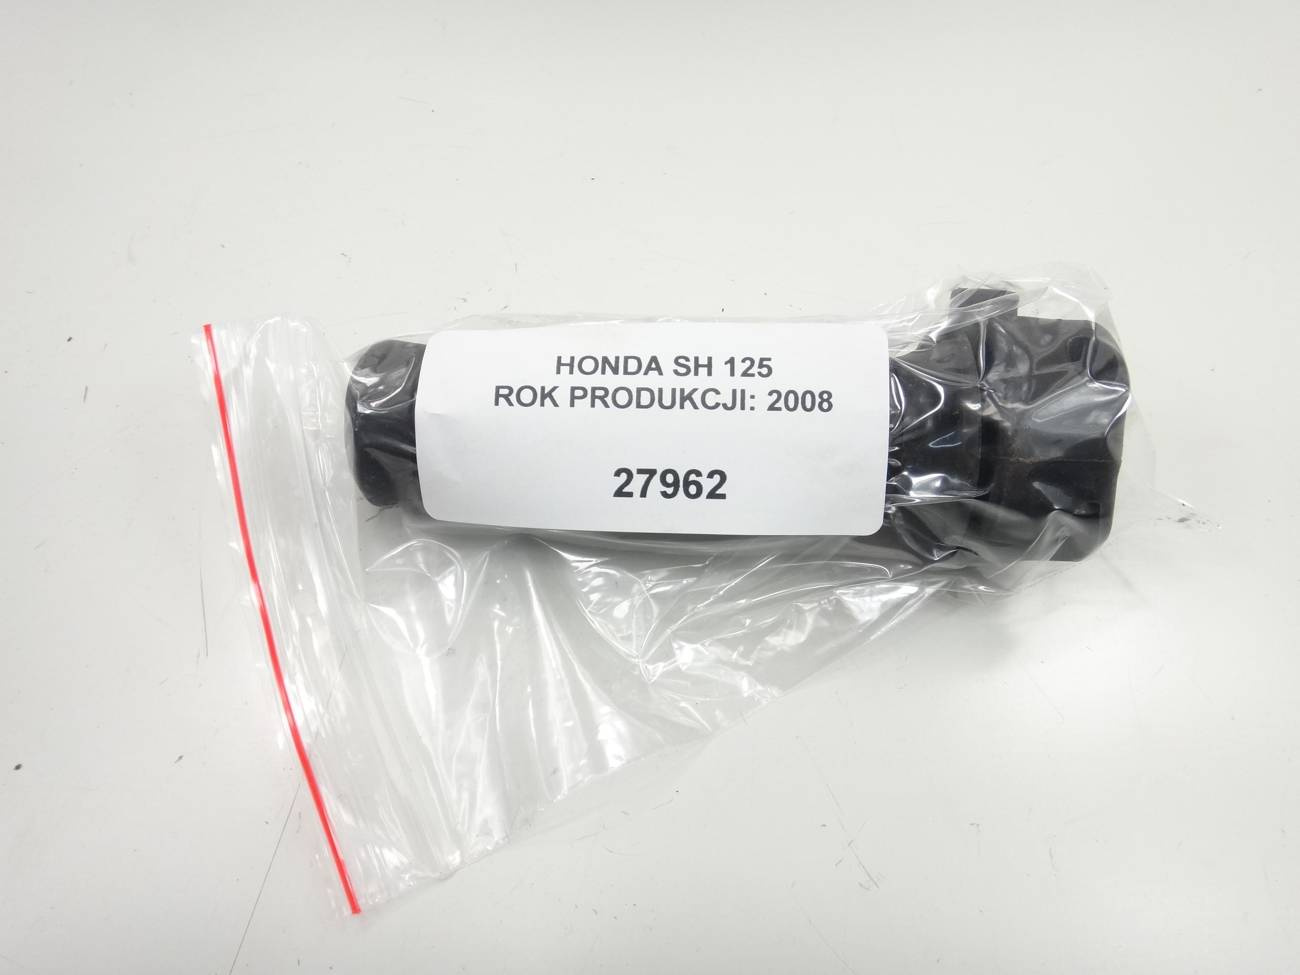 HONDA SH 125
ROK PRODUKCJI: 2008
27962